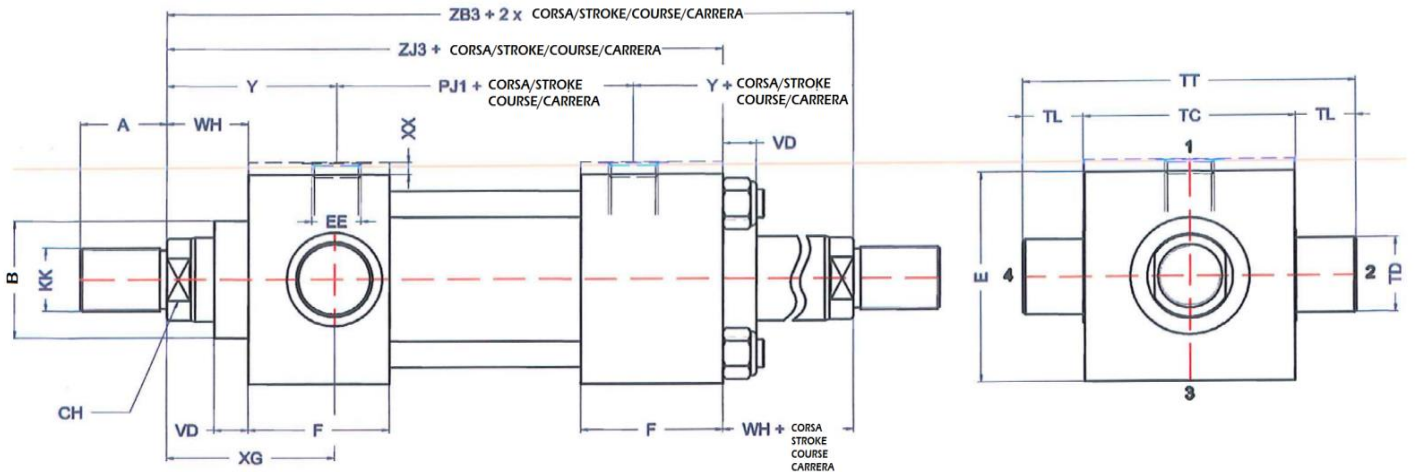 ZB3 + 2 x CORSA/STROKE/COURSE/CARRERA
ZJ3 + CORSA/STROKE/COURSE/CARRERA
Y
PJ1 + CORSA/STROKE
COURSE/CARRERA
Y + CORSA/STROKE
COURSE/CARRERA
TT
A
WH
XX
VD
TL
TC
TL
1
EE
B
KK
E
4
2
TD
3
CH
VD
F
F
WH + CORSA
STROKE
COURSE
CARRERA
XG